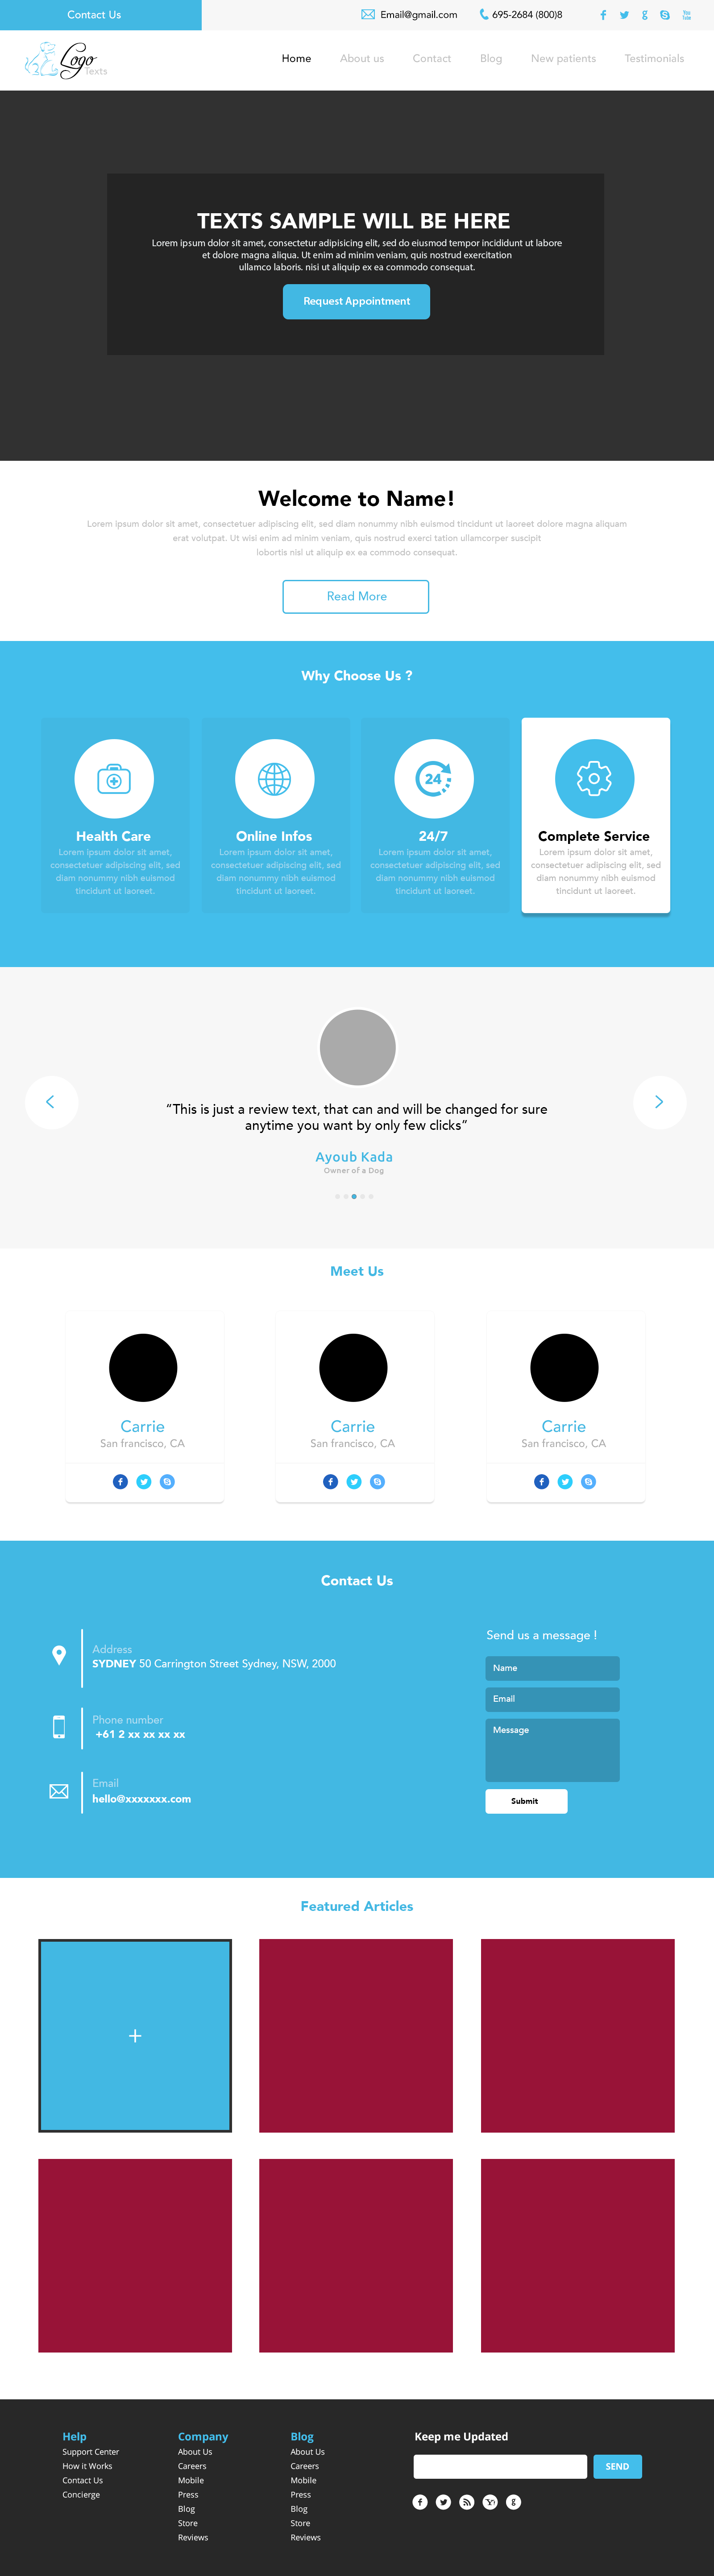 Contact Us
Email@gmail.com
695-2684 (800)8
You Tube
Logo
Texts
Home
About us
Contact
Blog
New patients
Testimonials
TEXTS SAMPLE WILL BE HERE
Lorem ipsum dolor sit amet, consectetur adipisicing elit, sed do eiusmod tempor incididunt ut labore
et dolore magna aliqua. Ut enim ad minim veniam, quis nostrud exercitation
ullamco laboris. nisi ut aliquip ex ea commodo consequat.
Request Appointment
Welcome to Name!
Lorem ipsum dolor sit amet, consectetuer adipiscing elit, sed diam nonummy nibh euismod tincidunt ut laoreet dolore magna aliquam
erat volutpat. Ut wisi enim ad minim veniam, quis nostrud exerci tation ullamcorper suscipit
lobortis nisl ut aliquip ex ea commodo consequat.
Read More
Why Choose Us ?
24
Health Care
Lorem ipsum dolor sit amet,
consectetuer adipiscing elit, sed
diam nonummy nibh euismod
tincidunt ut laoreet.
Online Infos
Lorem ipsum dolor sit amet,
consectetuer adipiscing elit, sed
diam nonummy nibh euismod
tincidunt ut laoreet.
24/7
Lorem ipsum dolor sit amet,
consectetuer adipiscing elit, sed
diam nonummy nibh euismod
tincidunt ut laoreet.
Complete Service
Lorem ipsum dolor sit amet,
consectetuer adipiscing elit, sed
diam nonummy nibh euismod
tincidunt ut laoreet.
“This is just a review text, that can and will be changed for sure
anytime you want by only few clicks”
Ayoub Kada
Owner of a Dog
Meet Us
Carrie
San francisco, CA
Carrie
San francisco, CA
Carrie
San francisco, CA
Contact Us
Address
SYDNEY 50 Carrington Street Sydney, NSW, 2000
Phone number
+61 2 xx xx xx xx
Email
hello@xxxxxxx.com
Send us a message !
Name
Email
Message
Submit
Featured Articles
+
Help
Support Center
How it Works
Contact Us
Concierge
Company
About Us
Careers
Mobile
Press
Blog
Store
Reviews
Blog
About Us
Careers
Mobile
Press
Blog
Store
Reviews
Keep me Updated
SEND